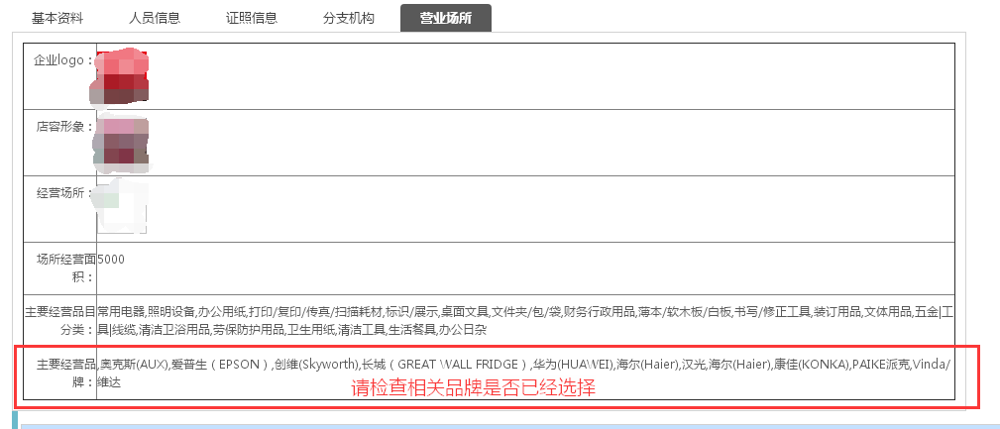 基本资料 人员信息 证照信息 分支机构 营业场所
企业logo：
店容形象：
经营场所：
场所经营面 5000
积：
主要经营品目 常用电器,照明设备,办公用纸,打印/复印/传真/扫描耗材,标识/展示,桌面文具,文件夹/包/袋,财务行政用品,薄本/软木板/白板,书写/修正工具,装订用品,文体用品,五金|工
分类： 具|线缆,清洁卫浴用品,劳保防护用品,卫生用纸,清洁工具,生活餐具,办公日杂
主要经营品 ,奥克斯(AUX),爱普生（EPSON）,创维(Skyworth),长城（GREAT WALL FRIDGE）,华为(HUAWEI),海尔(Haier),汉光,海尔(Haier),康佳(KONKA),PAIKE派克,Vinda/
牌： 维达
请检查相关品牌是否已经选择